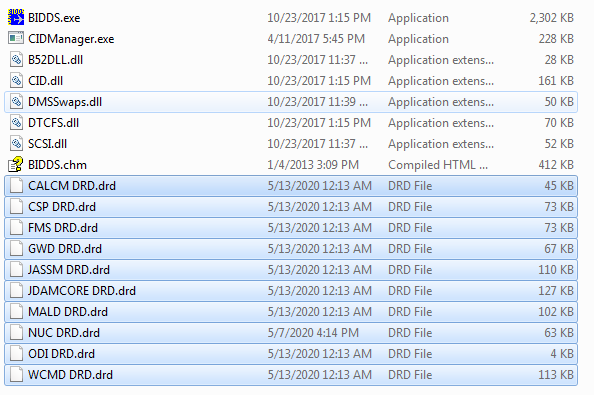 BIDDS.exe 10/23/2017 1:15 PM Application 2,302 KB
CIDManager.exe 4/11/2017 5:45 PM Application 228 KB
B52DLL.dll 10/23/2017 11:37 ... Application extens... 28 KB
CID.dll 10/23/2017 1:15 PM Application extens... 161 KB
DMSSwaps.dll 10/23/2017 11:39 ... Application extens... 50 KB
DTCFS.dll 10/23/2017 1:15 PM Application extens... 70 KB
SCSI.dll 10/23/2017 11:37 ... Application extens... 52 KB
BIDDS.chm 1/4/2013 3:09 PM Compiled HTML ... 412 KB
CALCM DRD.drd 5/13/2020 12:13 AM DRD File 45 KB
CSP DRD.drd 5/13/2020 12:13 AM DRD File 73 KB
FMS DRD.drd 5/13/2020 12:13 AM DRD File 73 KB
GWD DRD.drd 5/13/2020 12:13 AM DRD File 67 KB
JASSM DRD.drd 5/13/2020 12:13 AM DRD File 110 KB
JDAMCORE DRD.drd 5/13/2020 12:13 AM DRD File 127 KB
MALD DRD.drd 5/13/2020 12:13 AM DRD File 102 KB
NUC DRD.drd 5/7/2020 4:14 PM DRD File 63 KB
ODI DRD.drd 5/13/2020 12:13 AM DRD File 4 KB
WCMD DRD.drd 5/13/2020 12:13 AM DRD File 113 KB